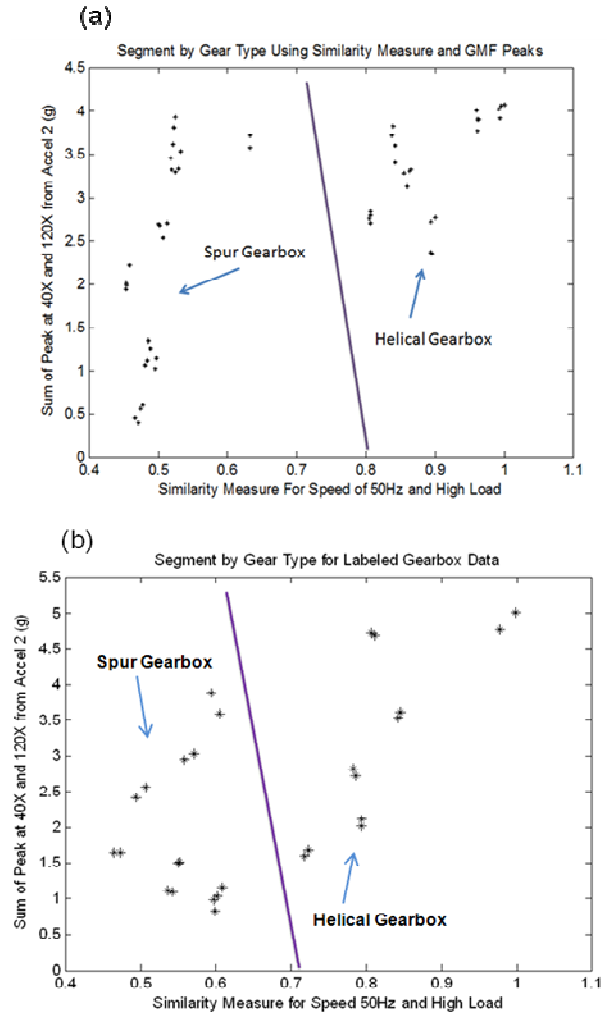 (a)
Segment by Gear Type Using Similarity Measure and GMF Peaks
4.5
4
3.5
3
2.5
2
1.5
1
0.5
0
Sum of Peak at 40X and 120X from Accel 2 (g)
Spur Gearbox
Helical Gearbox
0.4 0.5 0.6 0.7 0.8 0.9 1 1.1
Similarity Measure For Speed of 50Hz and High Load
(b)
Segment by Gear Type for Labeled Gearbox Data
5.5
5
4.5
4
3.5
3
2.5
2
1.5
1
0.5
0
Sum of Peak at 40X and 120X from Accel 2 (g)
Spur Gearbox
Helical Gearbox
0.4 0.5 0.6 0.7 0.8 0.9 1 1.1
Similarity Measure for Speed 50Hz and High Load